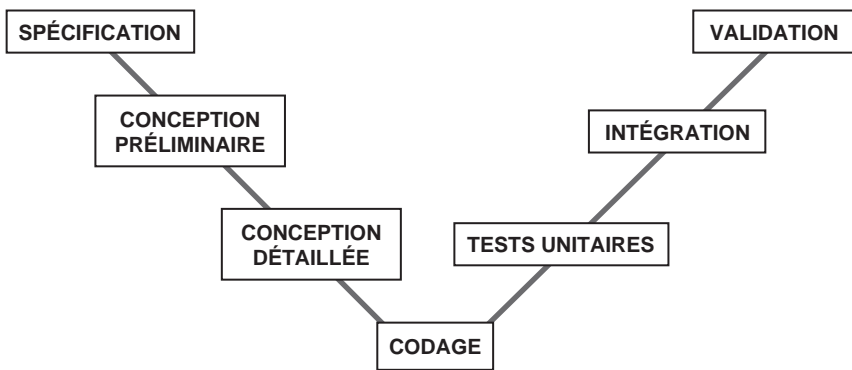 SPÉCIFICATION
VALIDATION
CONCEPTION
PRÉLIMINAIRE
INTÉGRATION
CONCEPTION
DÉTAILLÉE
TESTS UNITAIRES
CODAGE